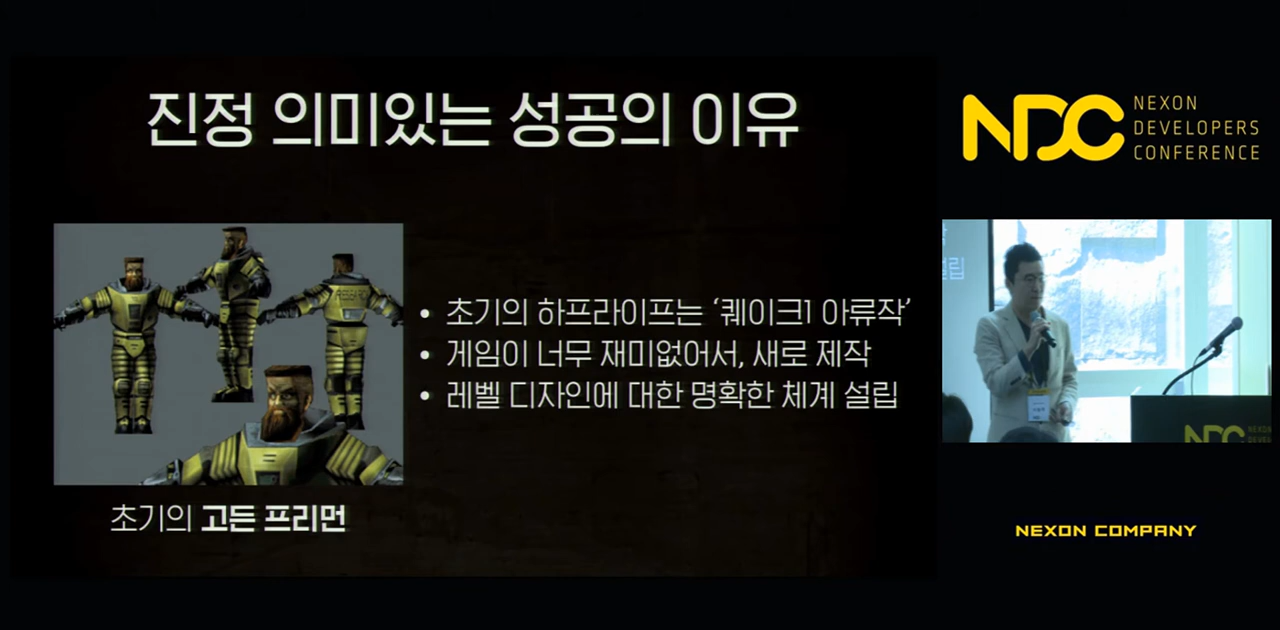 진정 의미있는 성공의 이유
초기의 하프라이프는 ‘퀘이크1 아류작’
게임이 너무 재미없어서, 새로 제작
레벨 디자인에 대한 명확한 체계 설립
초기의 고든 프리먼
NDC
NEXON
DEVELOPERS
CONFERENCE
립
NDC
NEXON COMPANY